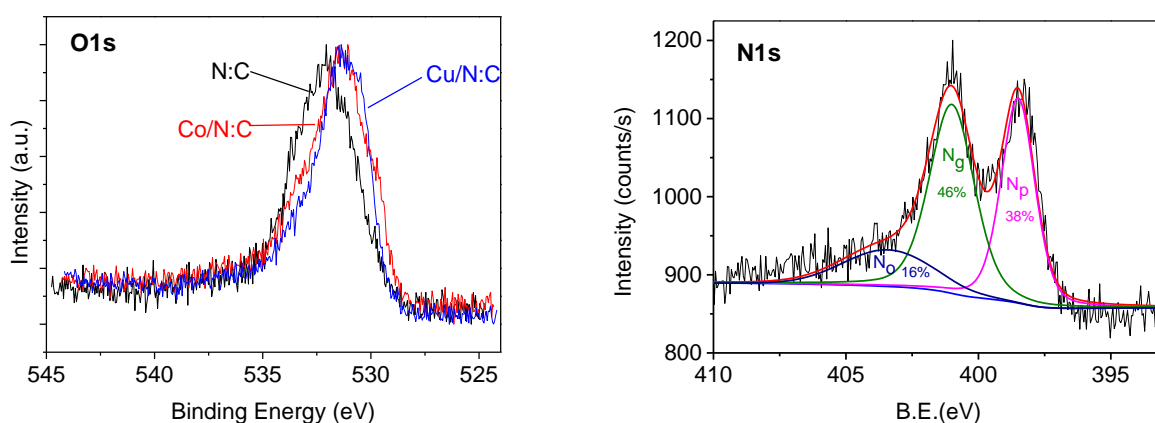 O1s
N:C
Cu/N:C
Co/N:C
Intensity (a.u.)
545 540 535 530 525
Binding Energy (eV)
N1s
1200
1100
1000
900
800
Ng
46%
Np
38%
No 16%
Intensity (counts/s)
410 405 400 395
B.E.(eV)